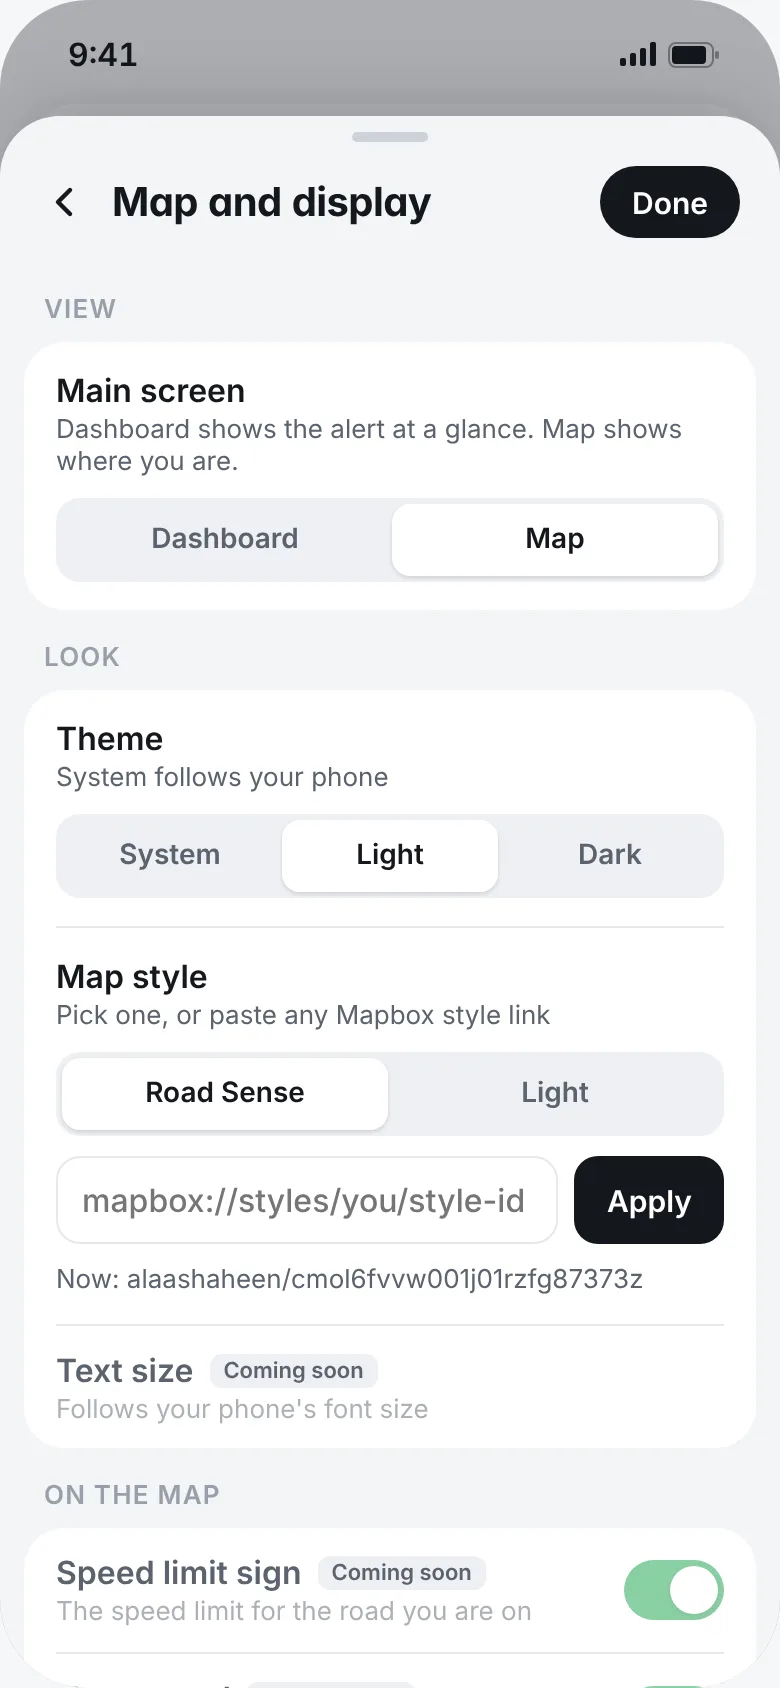 9:41
Map and display
Done
VIEW
Main screen
Dashboard shows the alert at a glance. Map shows
where you are.
Dashboard
Map
LOOK
Theme
System follows your phone
System
Light
Dark
Map style
Pick one, or paste any Mapbox style link
Road Sense
Light
mapbox://styles/you/style-id
Apply
Now: alaashaheen/cmol6fvvw001j01rzfg87373z
Text size
Coming soon
Follows your phone's font size
ON THE MAP
Speed limit sign
Coming soon
The speed limit for the road you are on